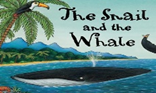 The Snail
and the
Whale